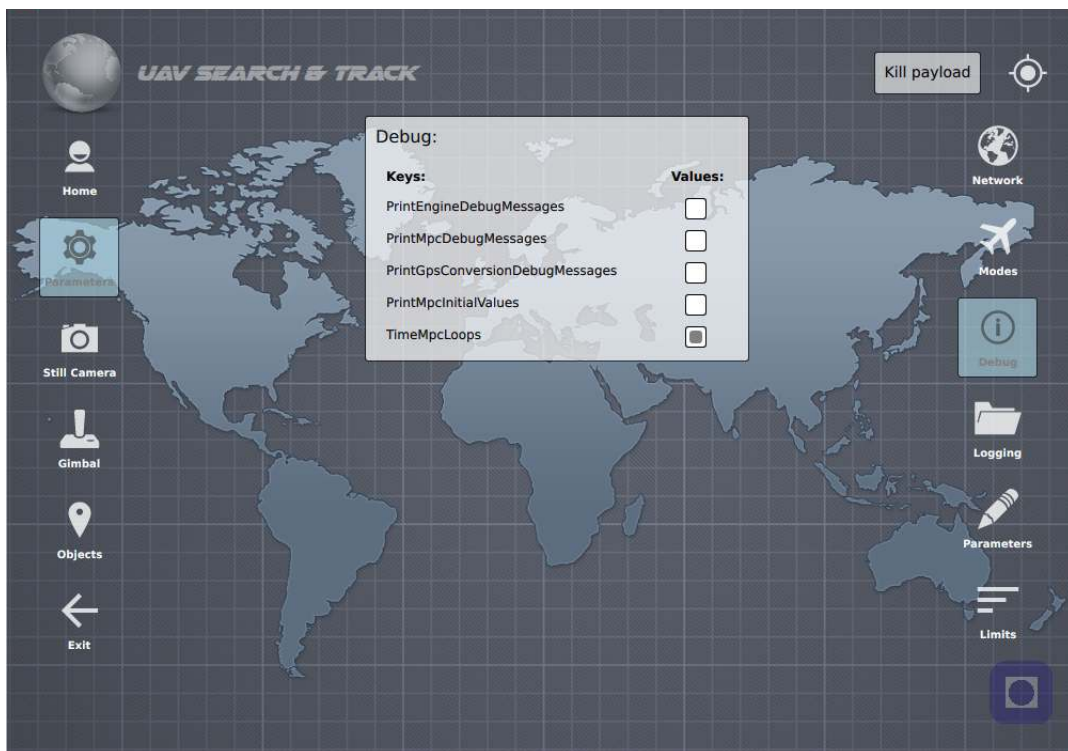 UAV SEARCH & TRACK
Kill payload
Home
Parameters
Still Camera
Gimbal
Objects
Exit
Debug:
Keys: Values:
PrintEngineDebugMessages
PrintMpcDebugMessages
PrintGpsConversionDebugMessages
PrintMpcInitialValues
TimeMpcLoops
Network
Modes
Debug
Logging
Parameters
Limits